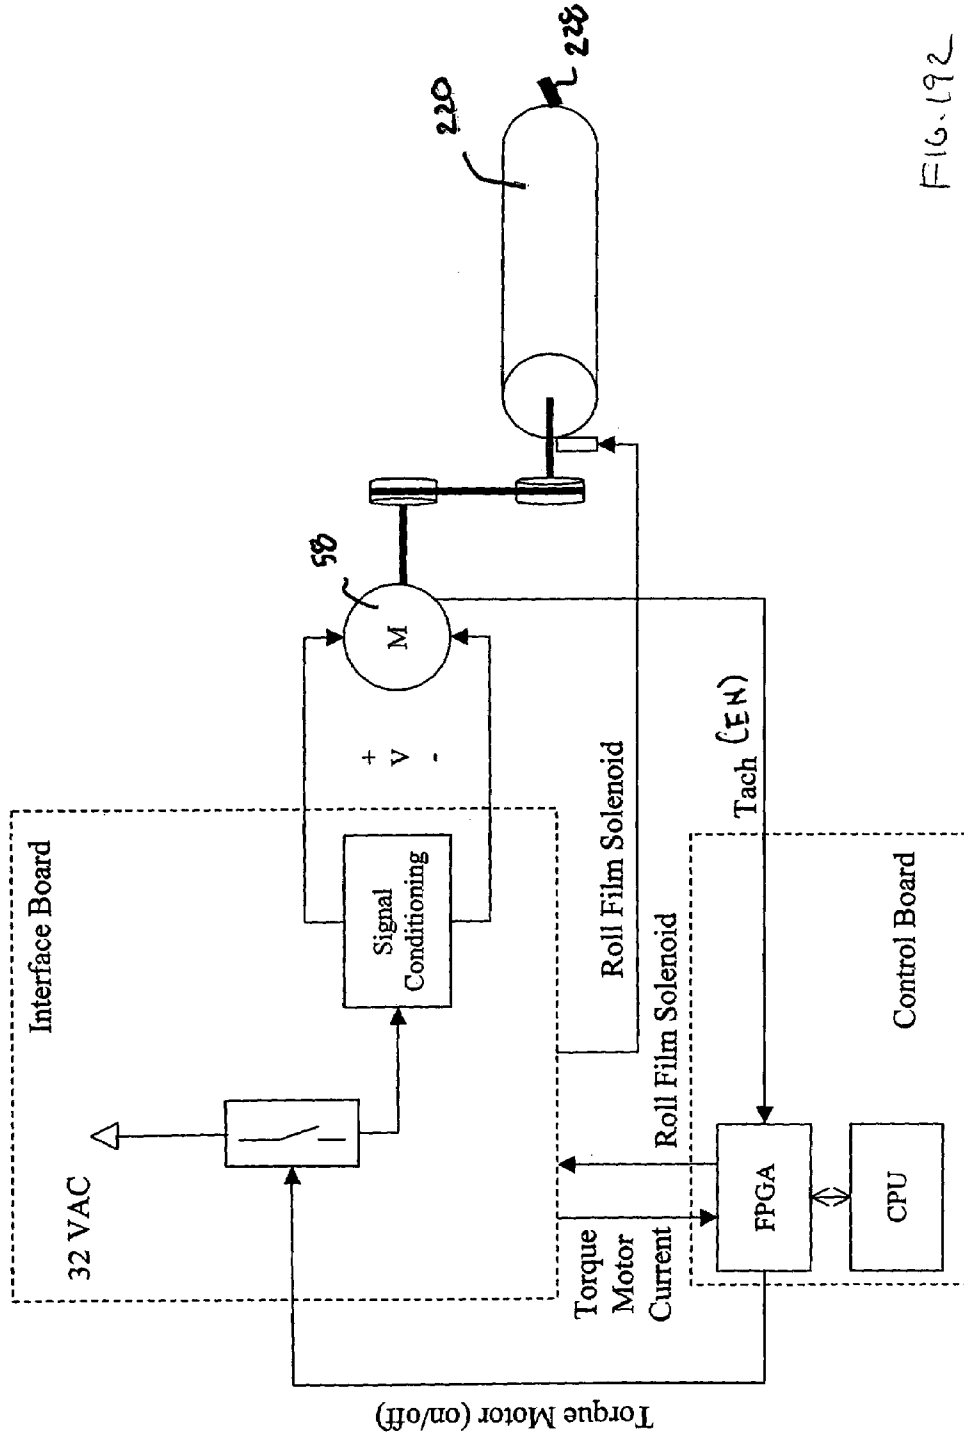 Interface Board
32 VAC
Signal
Conditioning
+
V
-
M
58
220
228
Torque Motor (on/off)
Torque
Motor
Current
Roll Film Solenoid
Roll Film Solenoid
Tach (EN)
FPGA
CPU
Control Board
FIG. 192